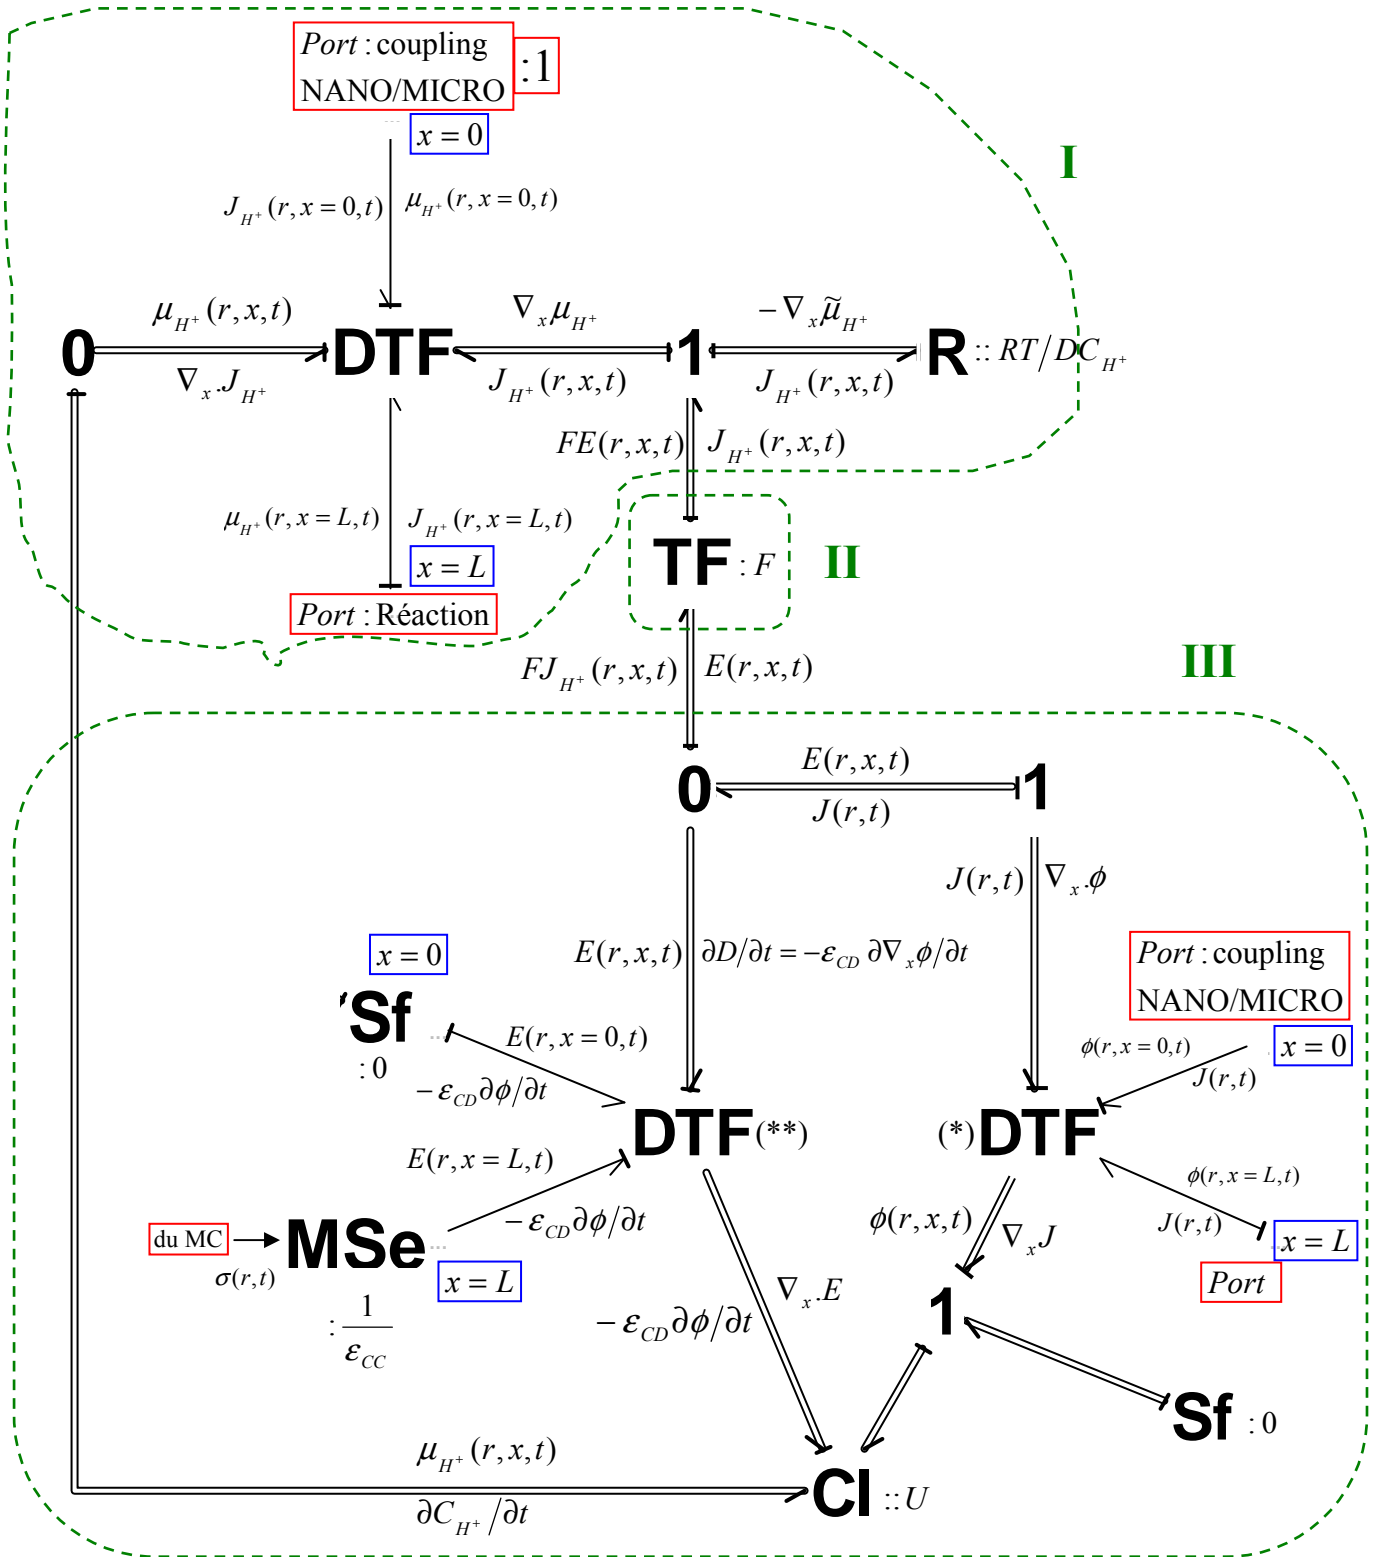 Port : coupling
NANO/MICRO
:1
x = 0
I
J_{H^+}(r, x = 0, t)
μ_{H^+}(r, x = 0, t)
μ_{H^+}(r, x, t)
∇_x μ_{H^+}
−∇_x μ̃_{H^+}
0
DTF
1
R :: RT/DC_{H^+}
∇_x . J_{H^+}
J_{H^+}(r, x, t)
J_{H^+}(r, x, t)
FE(r, x, t)
J_{H^+}(r, x, t)
μ_{H^+}(r, x = L, t)
J_{H^+}(r, x = L, t)
x = L
TF : F
II
Port : Réaction
FJ_{H^+}(r, x, t)
E(r, x, t)
III
0
E(r, x, t)
J(r, t)
1
J(r, t)
∇_x . ϕ
E(r, x, t)
∂D/∂t = −ε_{CD} ∂∇_x ϕ/∂t
x = 0
Port : coupling
NANO/MICRO
Sf
: 0
E(r, x = 0, t)
−ε_{CD} ∂ϕ/∂t
ϕ(r, x = 0, t)
J(r, t)
x = 0
DTF (**)
(*) DTF
E(r, x = L, t)
−ε_{CD} ∂ϕ/∂t
ϕ(r, x = L, t)
J(r, t)
x = L
Port
du MC
σ(r, t)
MSe
x = L
: 1/ε_{CC}
ϕ(r, x, t)
∇_x J
∇_x . E
−ε_{CD} ∂ϕ/∂t
1
Sf : 0
μ_{H^+}(r, x, t)
∂C_{H^+}/∂t
CI :: U